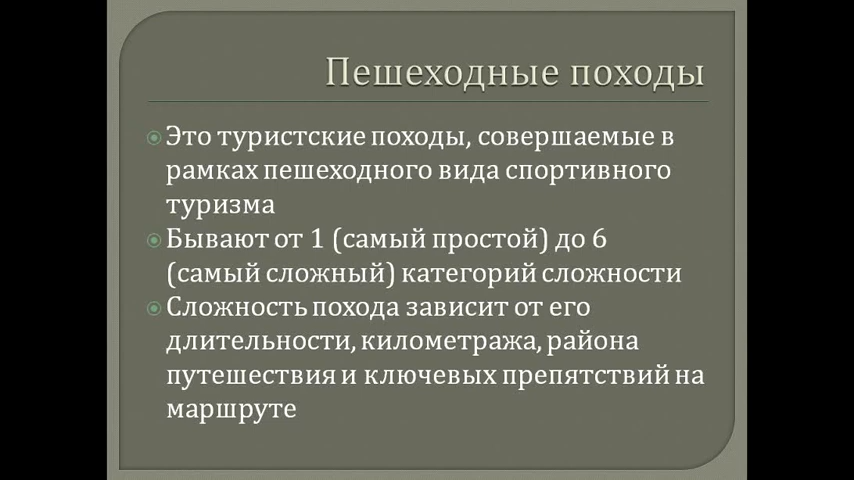 Пешеходные походы
Это туристские походы, совершаемые в
рамках пешеходного вида спортивного
туризма
Бывают от 1 (самый простой) до 6
(самый сложный) категорий сложности
Сложность похода зависит от его
длительности, километража, района
путешествия и ключевых препятствий на
маршруте